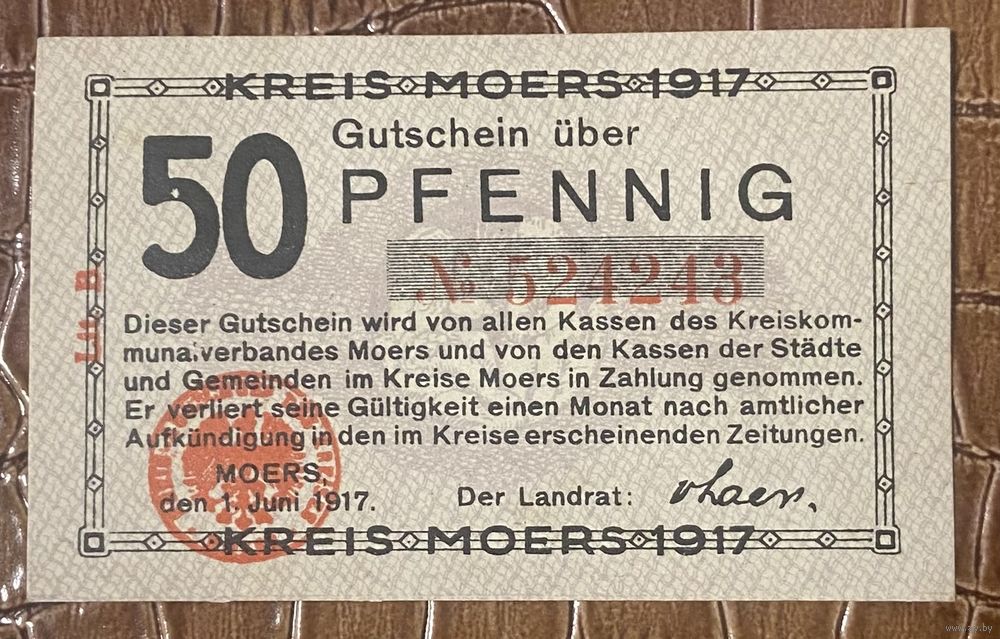 KREIS MOERS 1917
Gutschein über
50 PFENNIG
№ 524243
Dieser Gutschein wird von allen Kassen des Kreiskom-
munalverbandes Moers und von den Kassen der Städte
und Gemeinden im Kreise Moers in Zahlung genommen.
Er verliert seine Gültigkeit einen Monat nach amtlicher
Aufkündigung in den im Kreise erscheinenden Zeitungen.
MOERS,
den 1. Juni 1917.
Der Landrat:
KREIS MOERS 1917